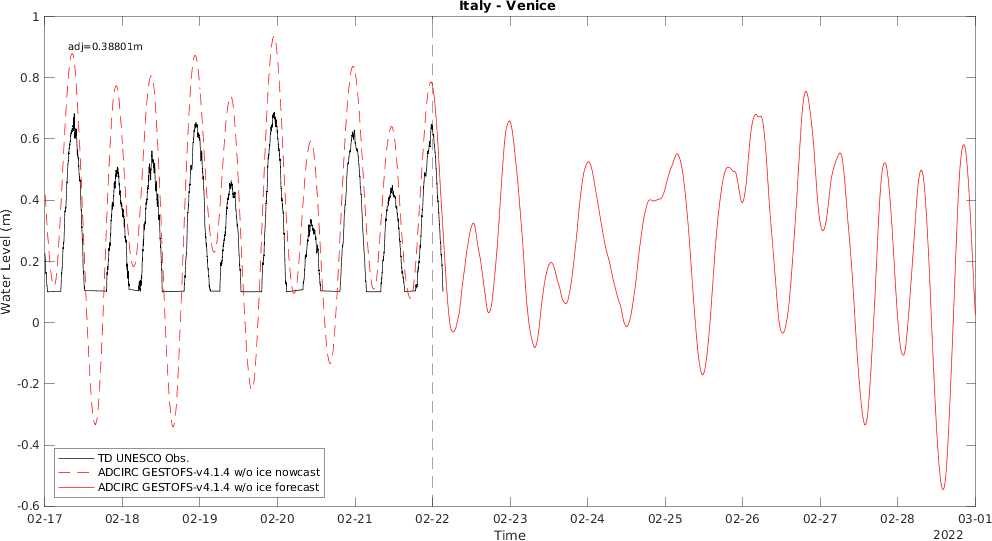 Italy - Venice
adj=0.38801m
1
0.8
0.6
0.4
0.2
0
-0.2
-0.4
-0.6
Water Level (m)
TD UNESCO Obs.
ADCIRC GESTOFS-v4.1.4 w/o ice nowcast
ADCIRC GESTOFS-v4.1.4 w/o ice forecast
02-17 02-18 02-19 02-20 02-21 02-22 02-23 02-24 02-25 02-26 02-27 02-28 03-01
Time
2022